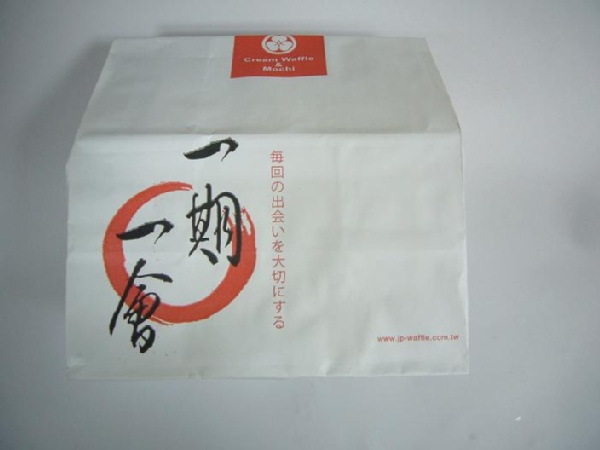 Cream Waffle
&
Mochi
一期
一會
毎回の出会いを大切にする
www.jp-waffle.com.tw